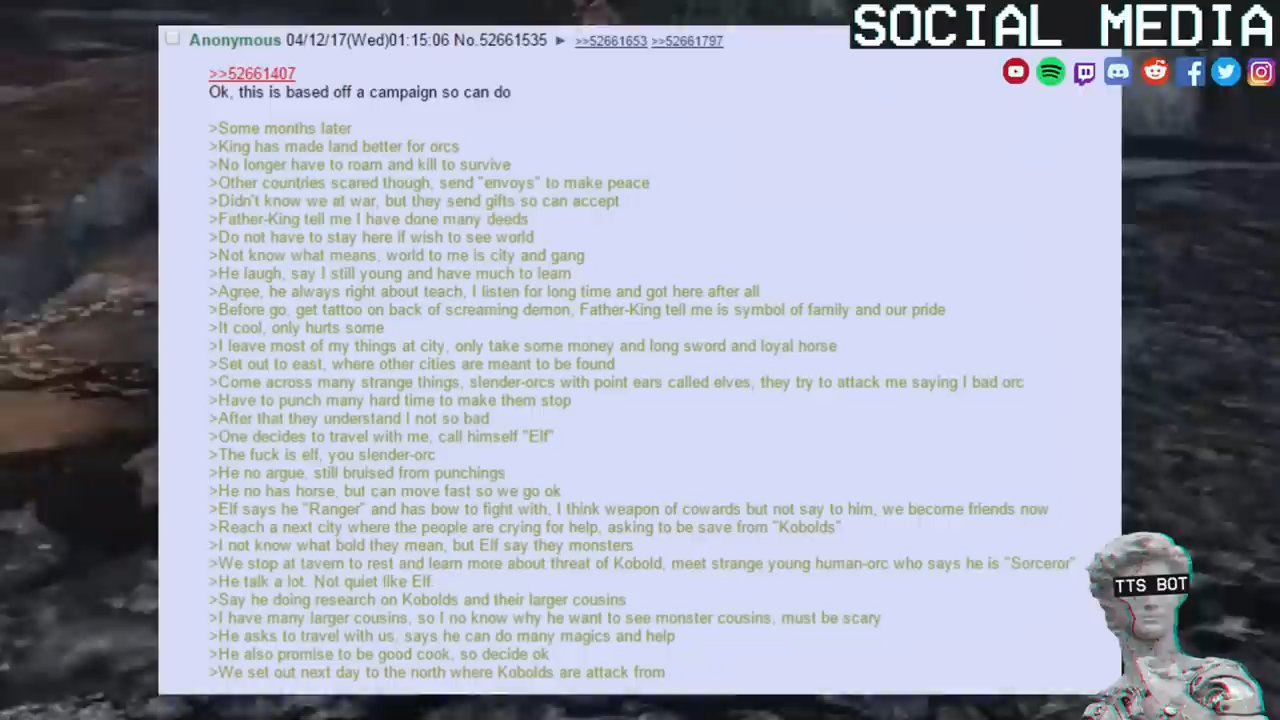 SOCIAL MEDIA
Anonymous 04/12/17(Wed)01:15:06 No.52661535 ► >>52661653 >>52661797
>>52661407
Ok, this is based off a campaign so can do
>Some months later
>King has made land better for orcs
>No longer have to roam and kill to survive
>Other countries scared though, send "envoys" to make peace
>Didn't know we at war, but they send gifts so can accept
>Father-King tell me I have done many deeds
>Do not have to stay here if wish to see world
>Not know what means, world to me is city and gang
>He laugh, say I still young and have much to learn
>Agree, he always right about teach, I listen for long time and got here after all
>Before go, get tattoo on back of screaming demon, Father-King tell me is symbol of family and our pride
>It cool, only hurts some
>I leave most of my things at city, only take some money and long sword and loyal horse
>Set out to east, where other cities are meant to be found
>Come across many strange things, slender-orcs with point ears called elves, they try to attack me saying I bad orc
>Have to punch many hard time to make them stop
>After that they understand I not so bad
>One decides to travel with me, call himself "Elf"
>The fuck is elf, you slender-orc
>He no argue, still bruised from punchings
>He no has horse, but can move fast so we go ok
>Elf says he "Ranger" and has bow to fight with, I think weapon of cowards but not say to him, we become friends now
>Reach a next city where the people are crying for help, asking to be save from "Kobolds"
>I not know what bold they mean, but Elf say they monsters
>We stop at tavern to rest and learn more about threat of Kobold, meet strange young human-orc who says he is "Sorceror"
>He talk a lot. Not quiet like Elf.
>Say he doing research on Kobolds and their larger cousins
>I have many larger cousins, so I no know why he want to see monster cousins, must be scary
>He asks to travel with us, says he can do many magics and help
>He also promise to be good cook, so decide ok
>We set out next day to the north where Kobolds are attack from
TTS BOT